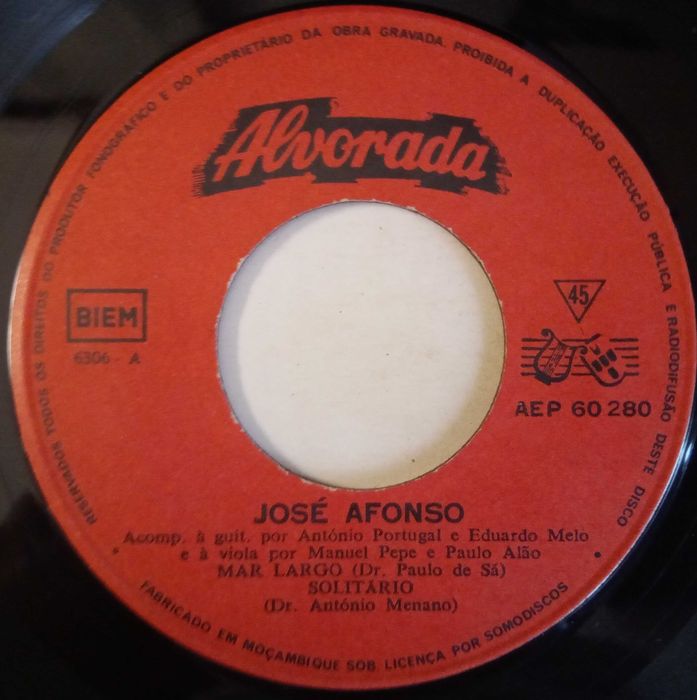 RESERVADOS TODOS OS DIREITOS DO PRODUTOR FONOGRÁFICO E DO PROPRIETÁRIO DA OBRA GRAVADA. PROIBIDA A DUPLICAÇÃO EXECUÇÃO PÚBLICA E RADIODIFUSÃO DESTE DISCO
Alvorada
BIEM
6306 - A
45
AEP 60 280
JOSÉ AFONSO
Acomp. à guit. por António Portugal e Eduardo Melo
e à viola por Manuel Pepe e Paulo Alão
MAR LARGO (Dr. Paulo de Sá)
SOLITÁRIO
(Dr. António Menano)
FABRICADO EM MOÇAMBIQUE SOB LICENÇA POR SOMODISCOS